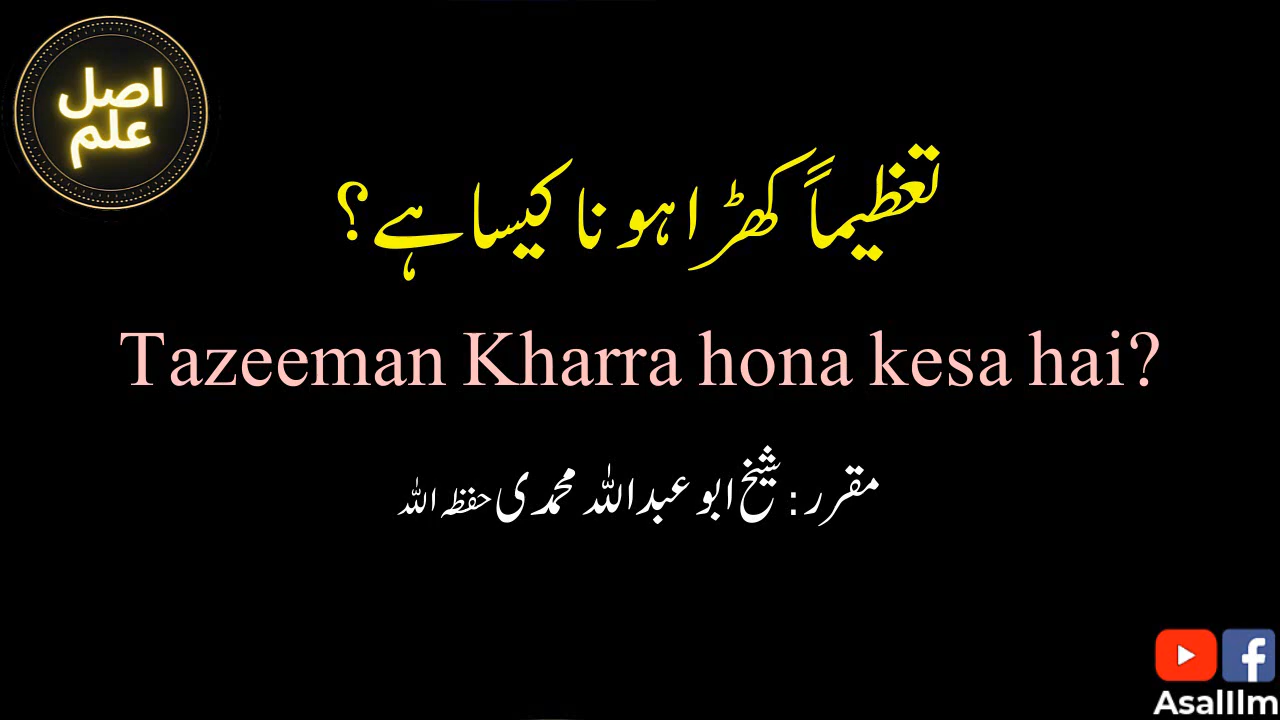 اصل
علم
تعظیماً کھڑا ہونا کیسا ہے؟
Tazeeman Kharra hona kesa hai?
مقرر: شیخ ابو عبداللہ محمدی حفظہ اللہ
AsalIlm